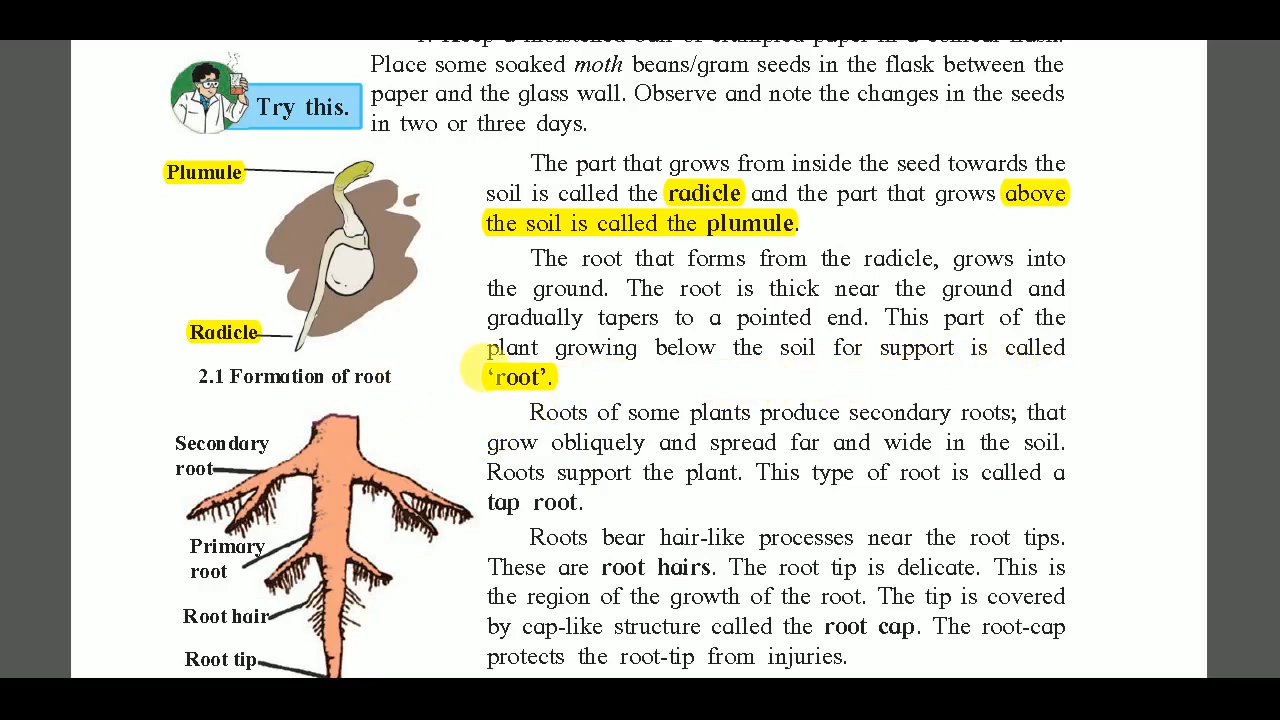 Place some soaked moth beans/gram seeds in the flask between the
Try this.
paper and the glass wall. Observe and note the changes in the seeds
in two or three days.
Plumule
The part that grows from inside the seed towards the
soil is called the radicle and the part that grows above
the soil is called the plumule.
The root that forms from the radicle, grows into
the ground. The root is thick near the ground and
gradually tapers to a pointed end. This part of the
plant growing below the soil for support is called
‘root’.
Radicle
2.1 Formation of root
Roots of some plants produce secondary roots; that
grow obliquely and spread far and wide in the soil.
Roots support the plant. This type of root is called a
tap root.
Secondary
root
Primary
root
Root hair
Root tip
Roots bear hair-like processes near the root tips.
These are root hairs. The root tip is delicate. This is
the region of the growth of the root. The tip is covered
by cap-like structure called the root cap. The root-cap
protects the root-tip from injuries.